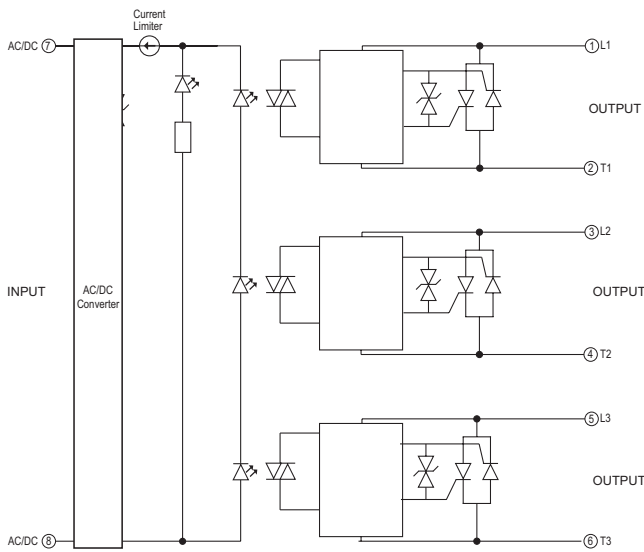 Current
Limiter
AC/DC 7
1 L1
OUTPUT
2 T1
3 L2
INPUT
AC/DC
Converter
OUTPUT
4 T2
5 L3
OUTPUT
AC/DC 8
6 T3